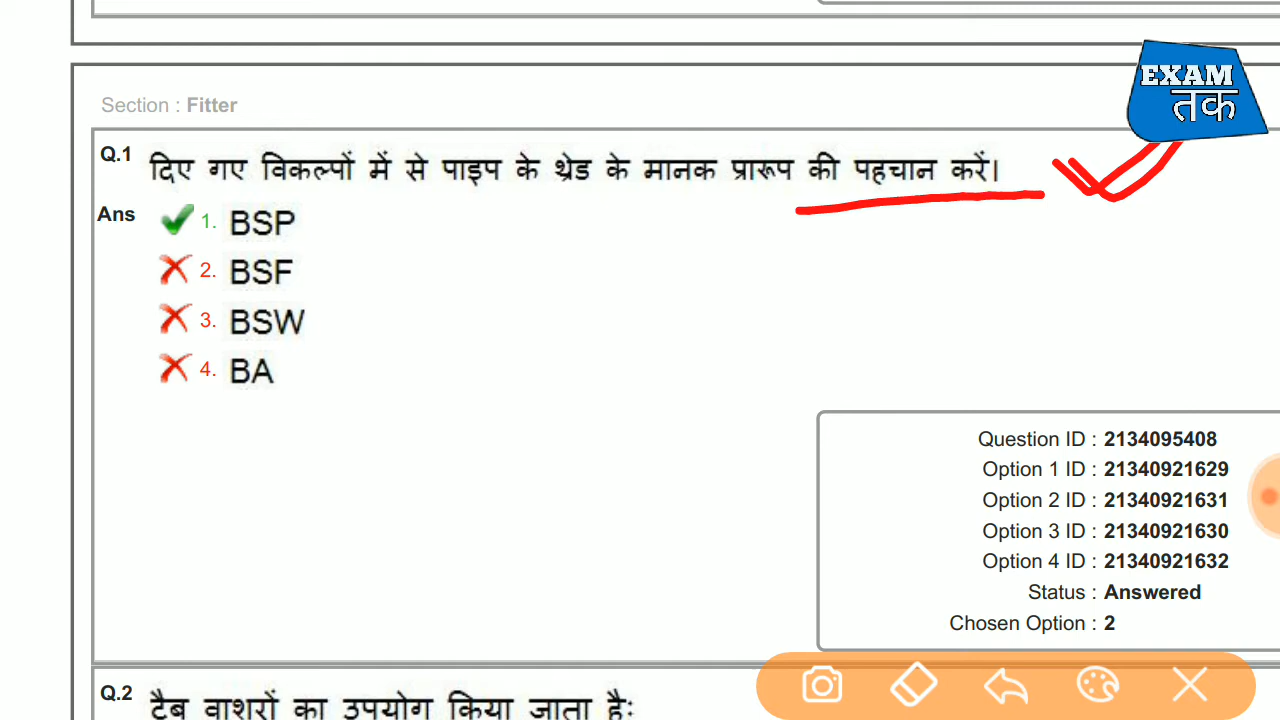 EXAM
तक
Section : Fitter
Q.1 दिए गए विकल्पों में से पाइप के थ्रेड के मानक प्रारूप की पहचान करें।
Ans 1. BSP
2. BSF
3. BSW
4. BA
Question ID : 2134095408
Option 1 ID : 21340921629
Option 2 ID : 21340921631
Option 3 ID : 21340921630
Option 4 ID : 21340921632
Status : Answered
Chosen Option : 2
Q.2 टैब वाशरों का उपयोग किया जाता है: